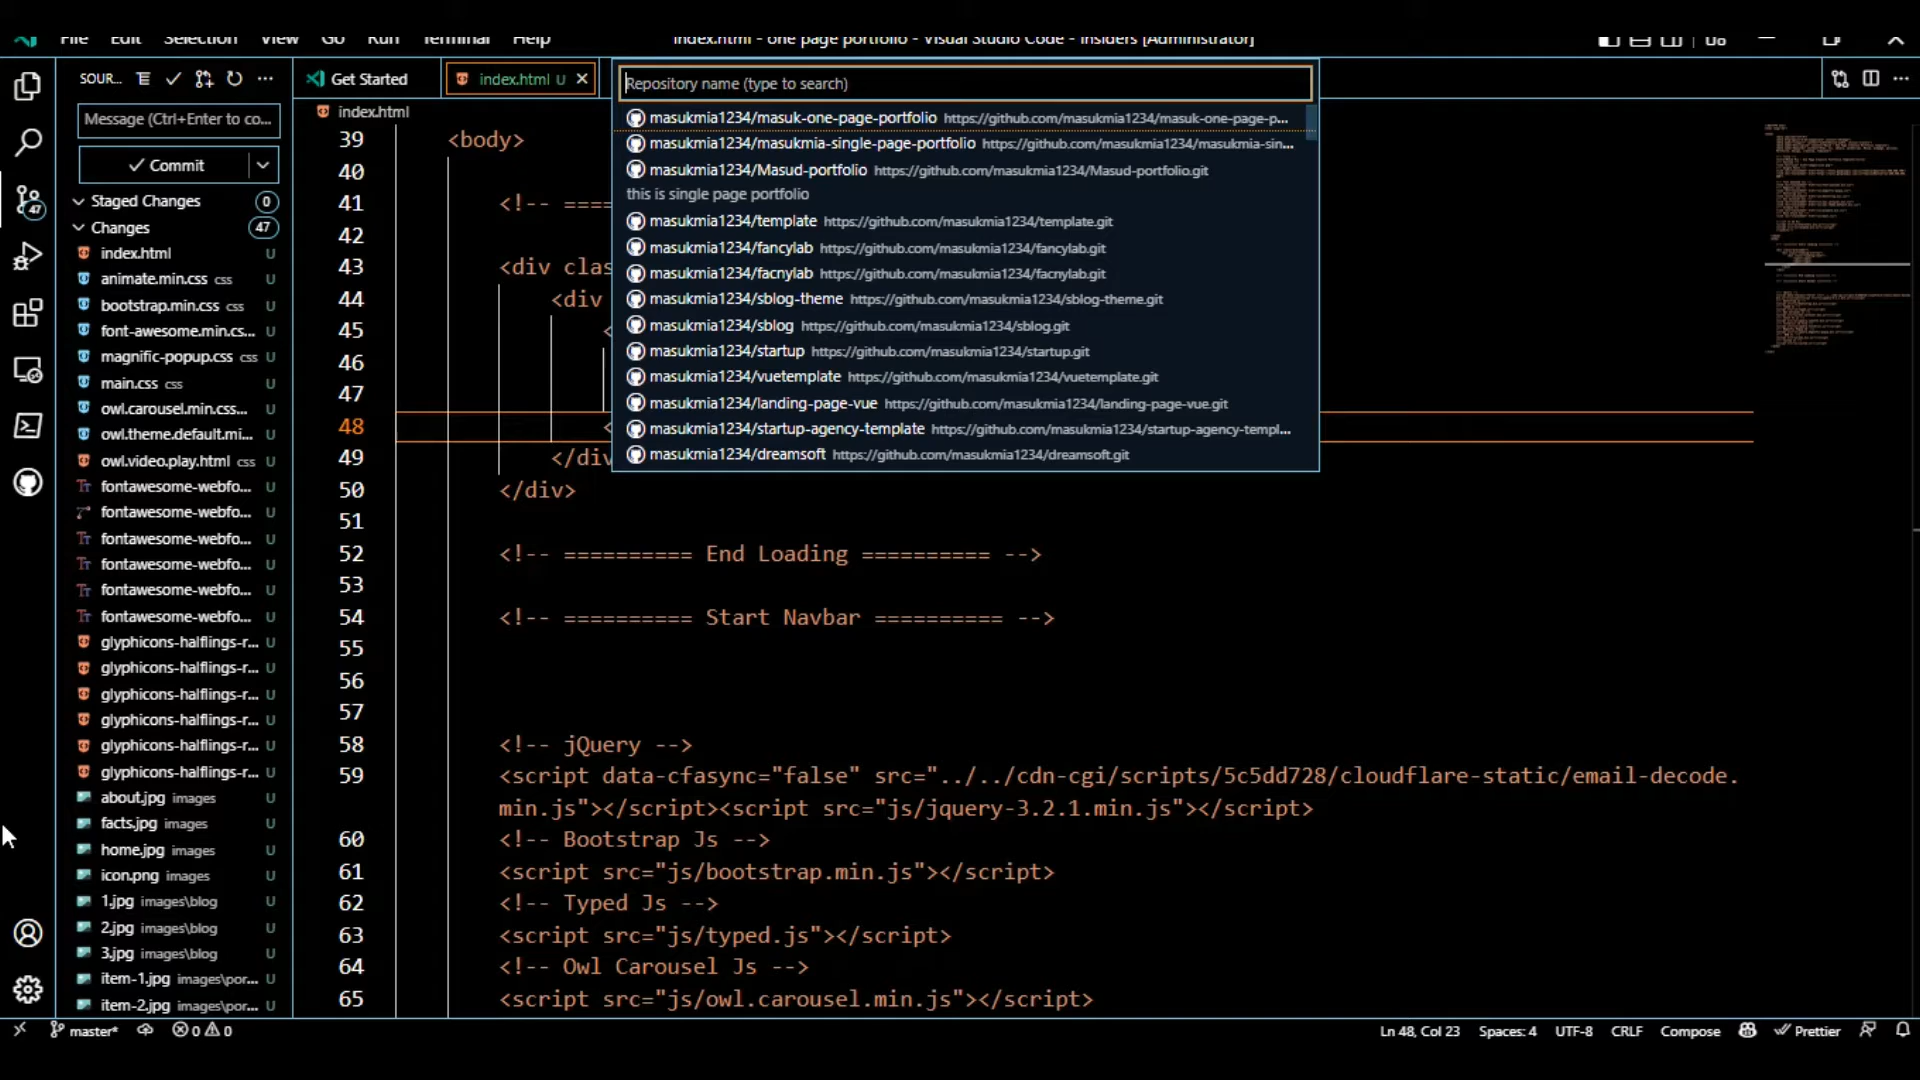 File Edit Selection View Go Run Terminal Help
index.html - one page portfolio - Visual Studio Code - Insiders [Administrator]
SOUR...
Get Started
index.html U
Repository name (type to search)
Message (Ctrl+Enter to co...
Commit
Staged Changes 0
Changes 47
47
index.html U
animate.min.css css U
bootstrap.min.css css U
font-awesome.min.cs... U
magnific-popup.css css U
main.css css U
owl.carousel.min.css... U
owl.theme.default.mi... U
owl.video.play.html css U
fontawesome-webfo... U
fontawesome-webfo... U
fontawesome-webfo... U
fontawesome-webfo... U
fontawesome-webfo... U
fontawesome-webfo... U
glyphicons-halflings-r... U
glyphicons-halflings-r... U
glyphicons-halflings-r... U
glyphicons-halflings-r... U
glyphicons-halflings-r... U
glyphicons-halflings-r... U
about.jpg images U
facts.jpg images U
home.jpg images U
icon.png images U
1.jpg images\blog U
2.jpg images\blog U
3.jpg images\blog U
item-1.jpg images\por... U
item-2.jpg images\por... U
masukmia1234/masuk-one-page-portfolio https://github.com/masukmia1234/masuk-one-page-p...
masukmia1234/masukmia-single-page-portfolio https://github.com/masukmia1234/masukmia-sin...
masukmia1234/Masud-portfolio https://github.com/masukmia1234/Masud-portfolio.git
this is single page portfolio
masukmia1234/template https://github.com/masukmia1234/template.git
masukmia1234/fancylab https://github.com/masukmia1234/fancylab.git
masukmia1234/facnylab https://github.com/masukmia1234/facnylab.git
masukmia1234/sblog-theme https://github.com/masukmia1234/sblog-theme.git
masukmia1234/sblog https://github.com/masukmia1234/sblog.git
masukmia1234/startup https://github.com/masukmia1234/startup.git
masukmia1234/vuetemplate https://github.com/masukmia1234/vuetemplate.git
masukmia1234/landing-page-vue https://github.com/masukmia1234/landing-page-vue.git
masukmia1234/startup-agency-template https://github.com/masukmia1234/startup-agency-templ...
masukmia1234/dreamsoft https://github.com/masukmia1234/dreamsoft.git
index.html
39 <body>
40
41 <!-- ===
42
43 <div clas
44 <div
45 <
46
47
48 <
49 </div
50 </div>
51
52 <!-- ========== End Loading ========== -->
53
54 <!-- ========== Start Navbar ========== -->
55
56
57
58 <!-- jQuery -->
59 <script data-cfasync="false" src="../../cdn-cgi/scripts/5c5dd728/cloudflare-static/email-decode.
min.js"></script><script src="js/jquery-3.2.1.min.js"></script>
60 <!-- Bootstrap Js -->
61 <script src="js/bootstrap.min.js"></script>
62 <!-- Typed Js -->
63 <script src="js/typed.js"></script>
64 <!-- Owl Carousel Js -->
65 <script src="js/owl.carousel.min.js"></script>
master* 0 0
Ln 48, Col 23 Spaces: 4 UTF-8 CRLF Compose Prettier